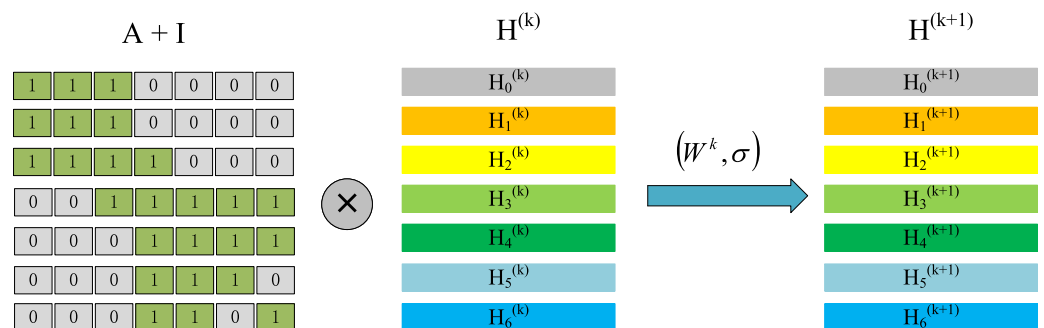 A + I H^(k) H^(k+1)
1 1 1 0 0 0 0 H₀^(k) H₀^(k+1)
1 1 1 0 0 0 0 H₁^(k) H₁^(k+1)
1 1 1 1 0 0 0 H₂^(k) (W^k, σ) H₂^(k+1)
0 0 1 1 1 1 1 × H₃^(k) H₃^(k+1)
0 0 0 1 1 1 1 H₄^(k) H₄^(k+1)
0 0 0 1 1 1 0 H₅^(k) H₅^(k+1)
0 0 0 1 1 0 1 H₆^(k) H₆^(k+1)